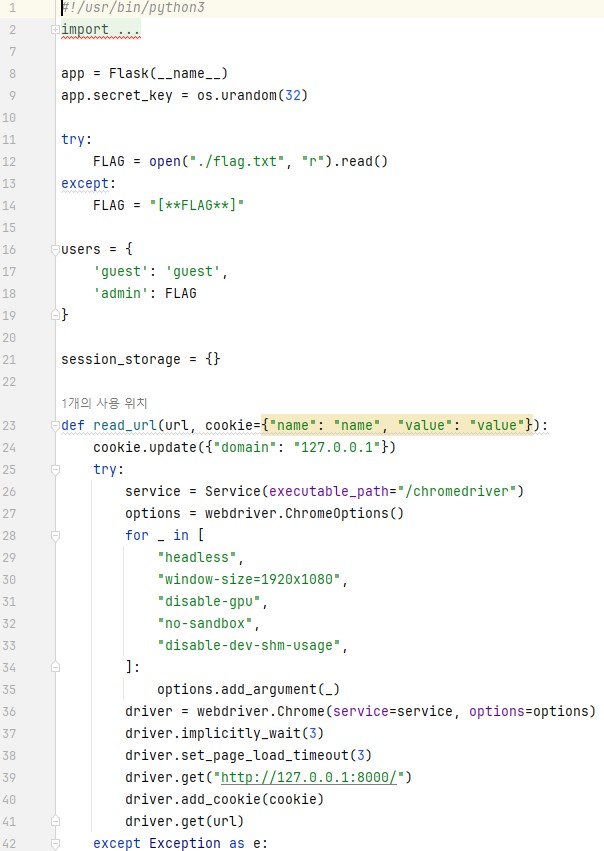 1 #!/usr/bin/python3
2 import ...
7
8 app = Flask(__name__)
9 app.secret_key = os.urandom(32)
10
11 try:
12     FLAG = open("./flag.txt", "r").read()
13 except:
14     FLAG = "[**FLAG**]"
15
16 users = {
17     'guest': 'guest',
18     'admin': FLAG
19 }
20
21 session_storage = {}
22
1개의 사용 위치
23 def read_url(url, cookie={"name": "name", "value": "value"}):
24     cookie.update({"domain": "127.0.0.1"})
25     try:
26         service = Service(executable_path="/chromedriver")
27         options = webdriver.ChromeOptions()
28         for _ in [
29             "headless",
30             "window-size=1920x1080",
31             "disable-gpu",
32             "no-sandbox",
33             "disable-dev-shm-usage",
34         ]:
35             options.add_argument(_)
36         driver = webdriver.Chrome(service=service, options=options)
37         driver.implicitly_wait(3)
38         driver.set_page_load_timeout(3)
39         driver.get("http://127.0.0.1:8000/")
40         driver.add_cookie(cookie)
41         driver.get(url)
42     except Exception as e: